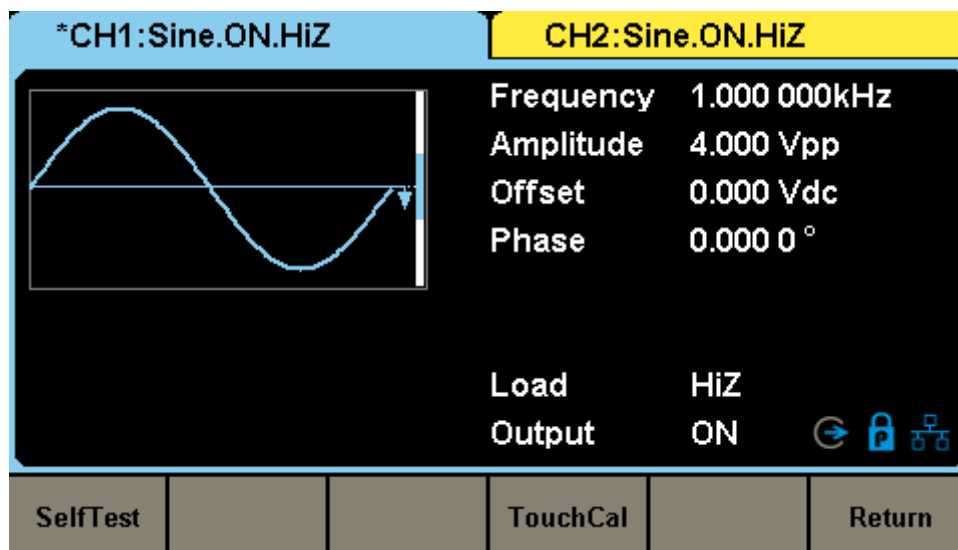 *CH1:Sine.ON.HiZ
CH2:Sine.ON.HiZ
Frequency 1.000 000kHz
Amplitude 4.000 Vpp
Offset 0.000 Vdc
Phase 0.000 0 °
Load HiZ
Output ON
P
SelfTest TouchCal Return